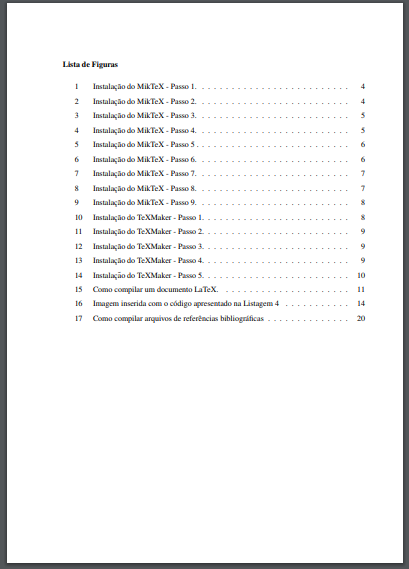 Lista de Figuras
1 Instalação do MikTeX - Passo 1. . . . . . . . . . . . . . . . . . . . . . . . . . . . 4
2 Instalação do MikTeX - Passo 2. . . . . . . . . . . . . . . . . . . . . . . . . . . . 4
3 Instalação do MikTeX - Passo 3. . . . . . . . . . . . . . . . . . . . . . . . . . . . 5
4 Instalação do MikTeX - Passo 4. . . . . . . . . . . . . . . . . . . . . . . . . . . . 5
5 Instalação do MikTeX - Passo 5 . . . . . . . . . . . . . . . . . . . . . . . . . . . . 6
6 Instalação do MikTeX - Passo 6. . . . . . . . . . . . . . . . . . . . . . . . . . . . 6
7 Instalação do MikTeX - Passo 7. . . . . . . . . . . . . . . . . . . . . . . . . . . . 7
8 Instalação do MikTeX - Passo 8. . . . . . . . . . . . . . . . . . . . . . . . . . . . 7
9 Instalação do MikTeX - Passo 9. . . . . . . . . . . . . . . . . . . . . . . . . . . . 8
10 Instalação do TeXMaker - Passo 1. . . . . . . . . . . . . . . . . . . . . . . . . . . 8
11 Instalação do TeXMaker - Passo 2. . . . . . . . . . . . . . . . . . . . . . . . . . . 9
12 Instalação do TeXMaker - Passo 3. . . . . . . . . . . . . . . . . . . . . . . . . . . 9
13 Instalação do TeXMaker - Passo 4. . . . . . . . . . . . . . . . . . . . . . . . . . . 9
14 Instalação do TeXMaker - Passo 5. . . . . . . . . . . . . . . . . . . . . . . . . . . 10
15 Como compilar um documento LaTeX. . . . . . . . . . . . . . . . . . . . . . . . . 11
16 Imagem inserida com o código apresentado na Listagem 4 . . . . . . . . . . . . 14
17 Como compilar arquivos de referências bibliográficas . . . . . . . . . . . . . . . 20